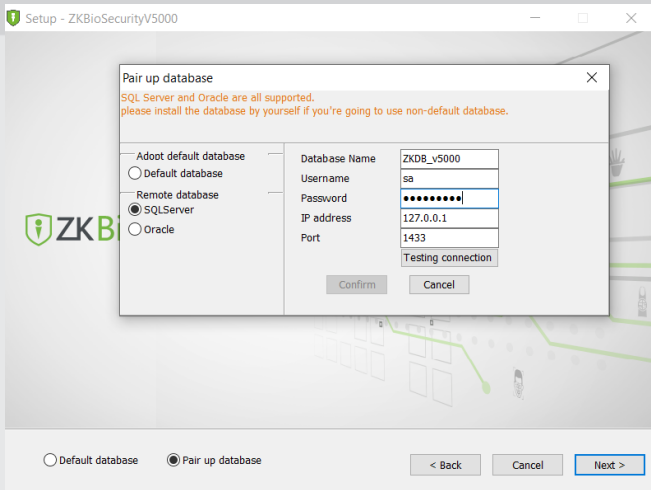 Setup - ZKBioSecurityV5000
Pair up database
SQL Server and Oracle are all supported.
please install the database by yourself if you're going to use non-default database.
Adoot default database
Default database
Remote database
SQLServer
Oracle
Database Name ZKDB_v5000
Username sa
Password •••••••••
IP address 127.0.0.1
Port 1433
Testing connection
Confirm Cancel
ZKB
Default database Pair up database < Back Cancel Next >